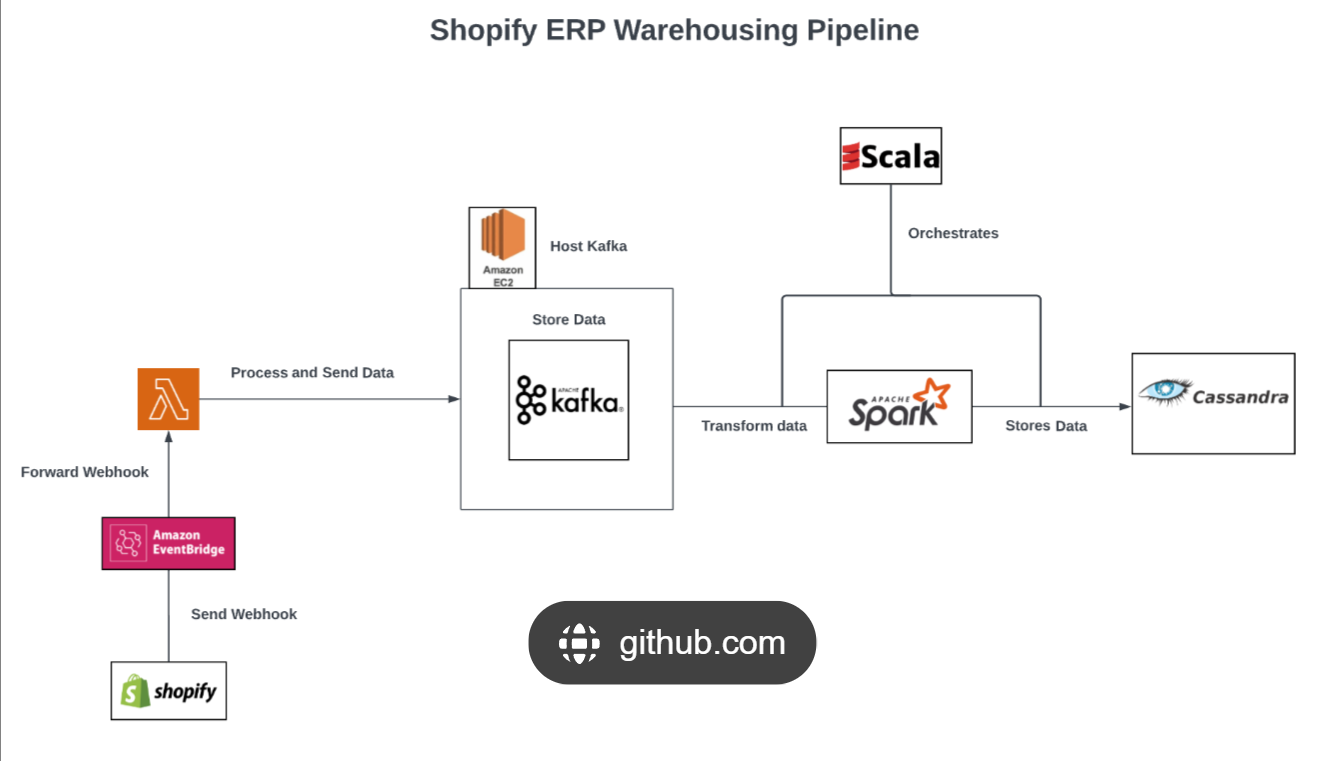 Shopify ERP Warehousing Pipeline
Scala
Orchestrates
Amazon
EC2
Host Kafka
Store Data
APACHE
kafka®
Process and Send Data
Transform data
APACHE
Spark
Stores Data
Cassandra
Forward Webhook
Amazon
EventBridge
Send Webhook
shopify
github.com